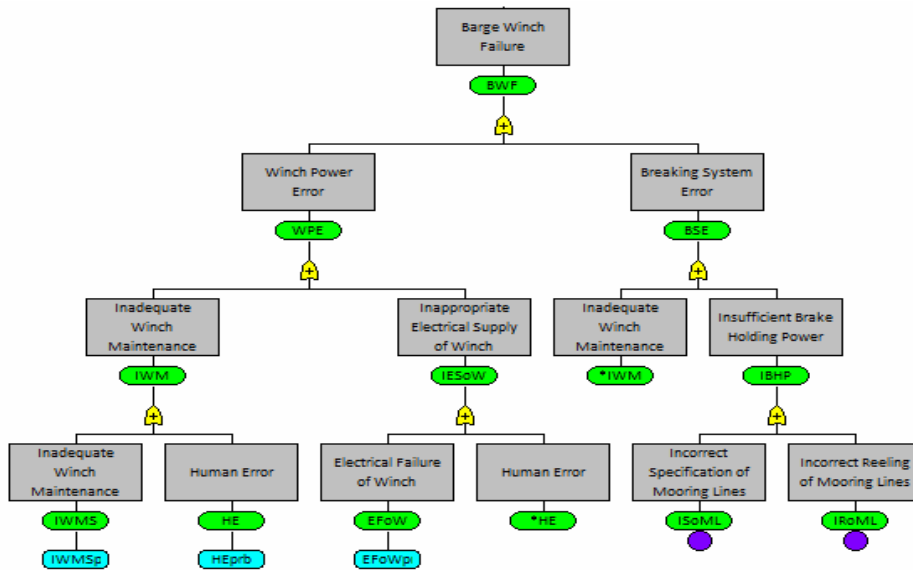 Barge Winch
Failure
BWF
+
Winch Power
Error
Breaking System
Error
WPE
BSE
+
+
Inadequate
Winch
Maintenance
Inappropriate
Electrical Supply
of Winch
Inadequate
Winch
Maintenance
Insufficient Brake
Holding Power
IWM
IESoW
*IWM
IBHP
+
+
+
Inadequate
Winch
Maintenance
Human Error
Electrical Failure
of Winch
Human Error
Incorrect
Specification of
Mooring Lines
Incorrect Reeling
of Mooring Lines
IWMS
HE
EFoW
*HE
ISoML
IRoML
IWMSp
HEprb
EFoWp